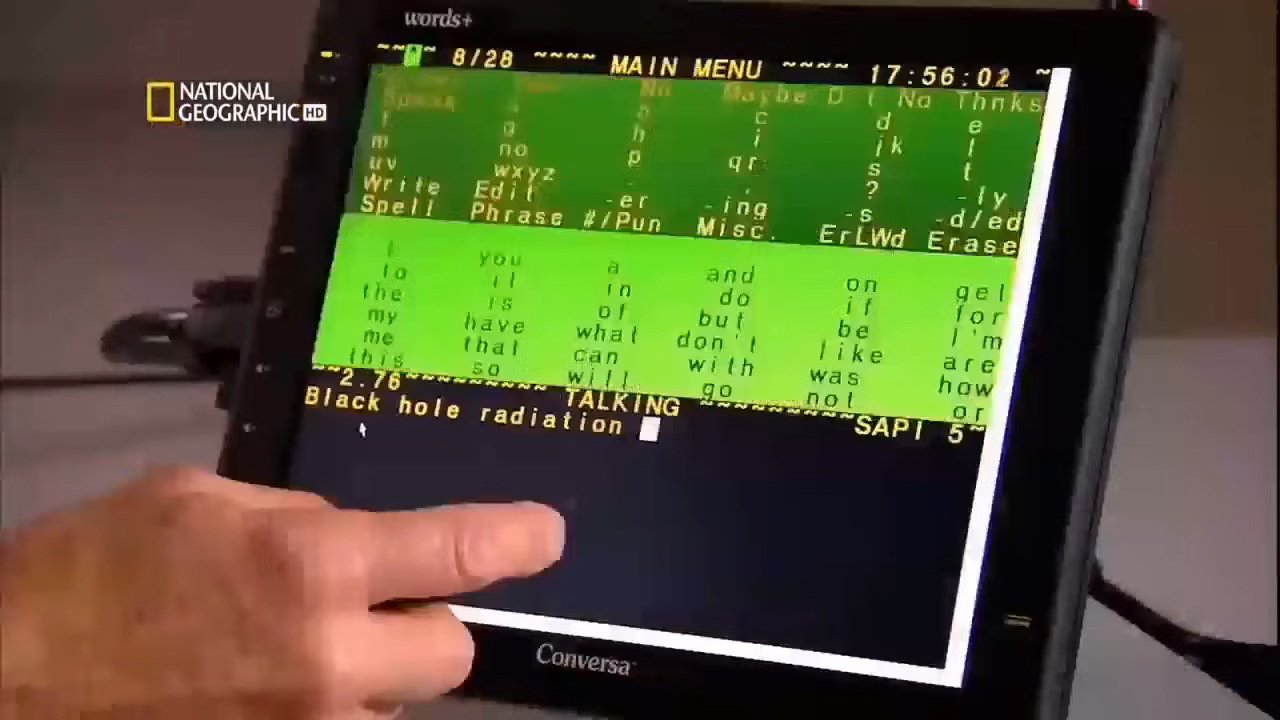 words+
NATIONAL
GEOGRAPHIC HD
8/28 ~~~~ MAIN MENU ~~~~ 17:56:02 ~
Speak No Maybe D t No Thnks
c d e
f g h i jk l
m no p qr s t
uv wxyz - . ? -ly
Write Edit -er -ing -s -d/ed
Spell Phrase #/Pun Misc. ErLWd Erase
I you a and on get
to it in do if for
the is of but be I'm
my have what don't like are
me that can with was how
this so will go not or
~~2.76~~~~~~~~~ TALKING ~~~~~~~~~ SAPI 5~
Black hole radiation
Conversa